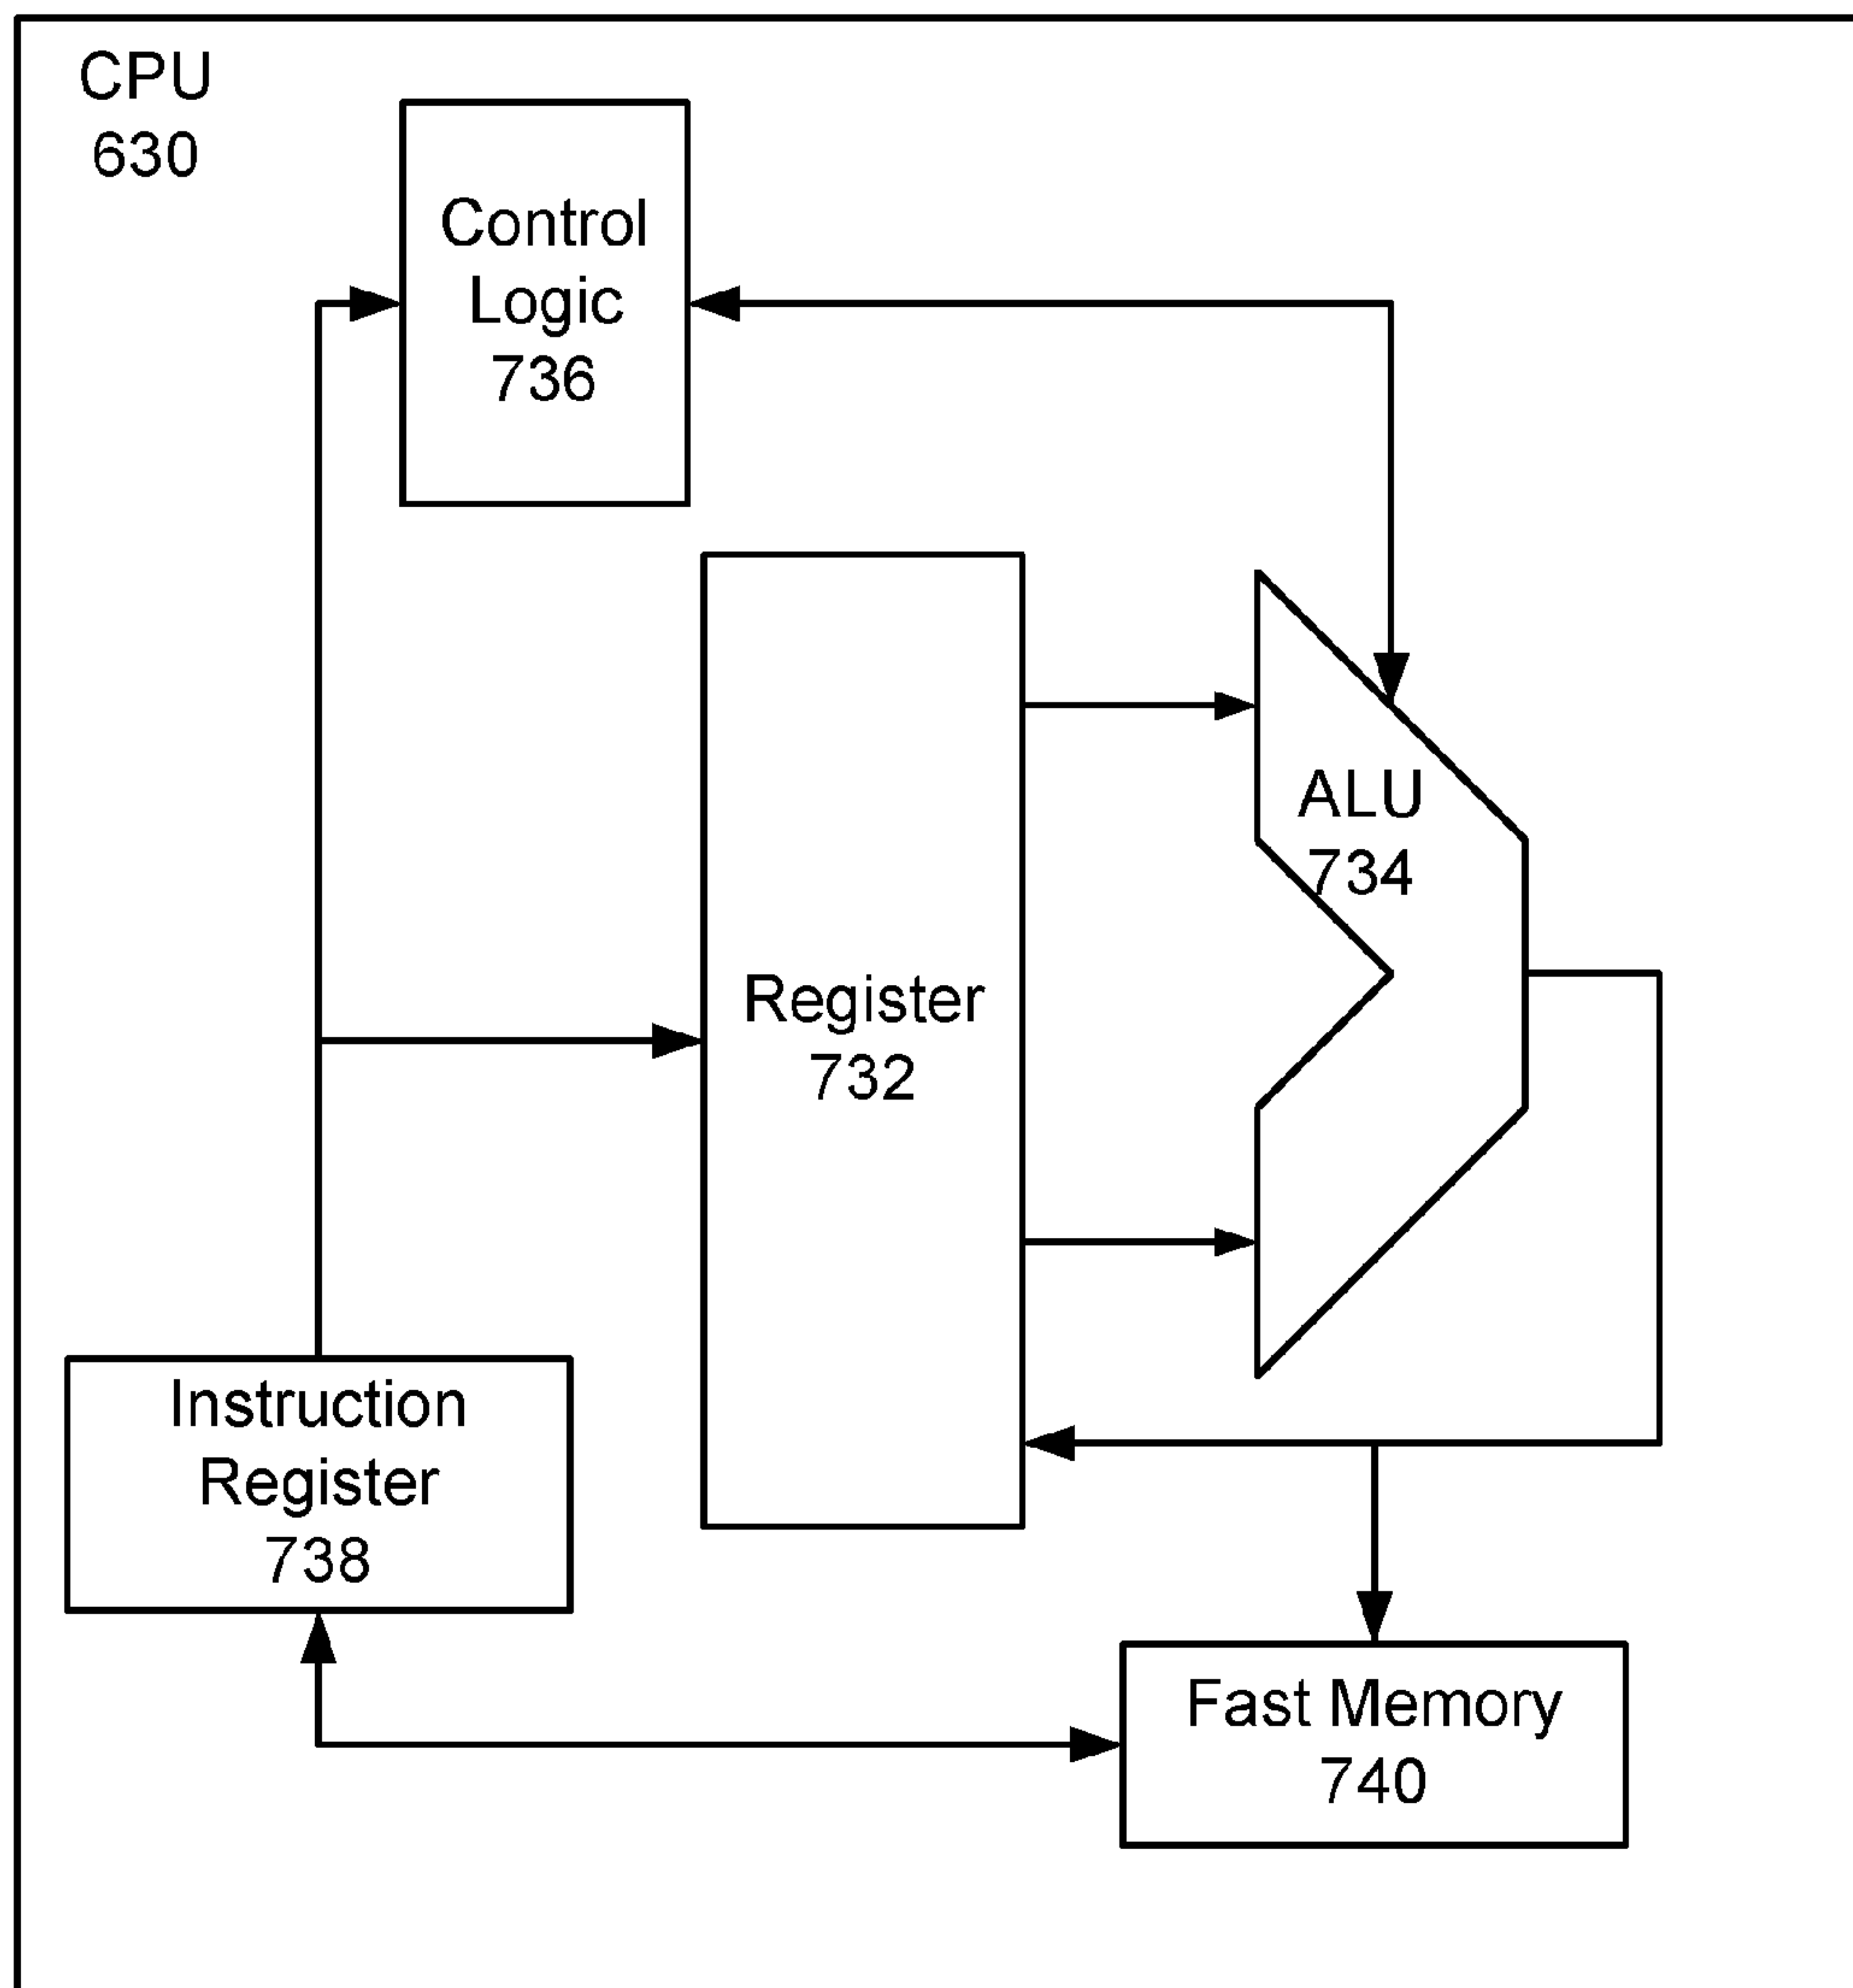 CPU
630
Control
Logic
736
ALU
734
Register
732
Instruction
Register
738
Fast Memory
740